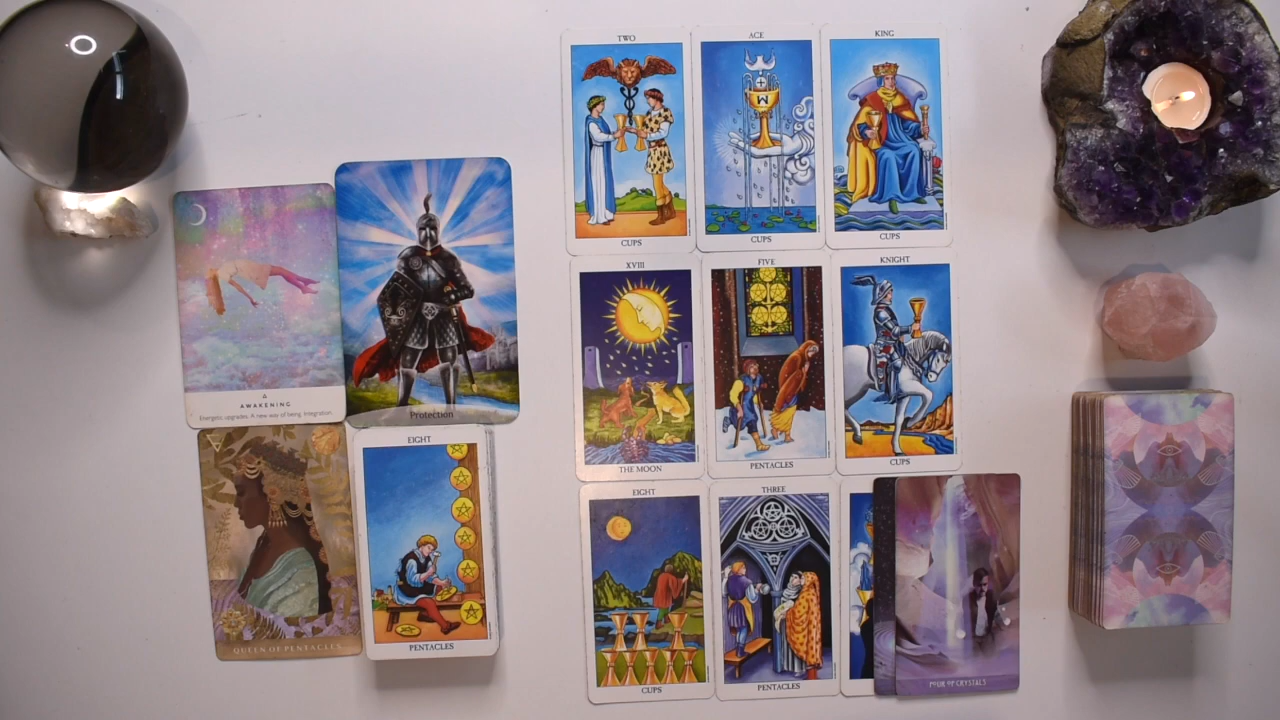 TWO
CUPS
ACE
CUPS
KING
CUPS
AWAKENING
Energetic upgrades. A new way of being. Integration.
Protection
XVIII
THE MOON
FIVE
PENTACLES
KNIGHT
CUPS
QUEEN OF PENTACLES
EIGHT
PENTACLES
EIGHT
CUPS
THREE
PENTACLES
FOUR OF CRYSTALS